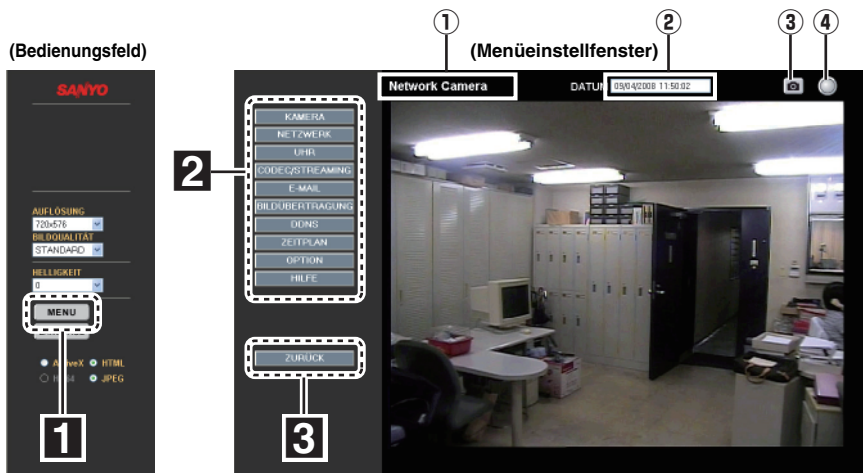 ① ② ③ ④
(Bedienungsfeld) (Menüeinstellfenster)
SANYO
AUFLÖSUNG
720x576
BILDQUALITÄT
STANDARD
HELLIGKEIT
0
MENU
HTML
JPEG
1
2
KAMERA
NETZWERK
UHR
CODEC/STREAMING
E-MAIL
BILDÜBERTRAGUNG
DDNS
ZEITPLAN
OPTION
HILFE
ZURÜCK
3
Network Camera DATUM 09/04/2008 11:50:02